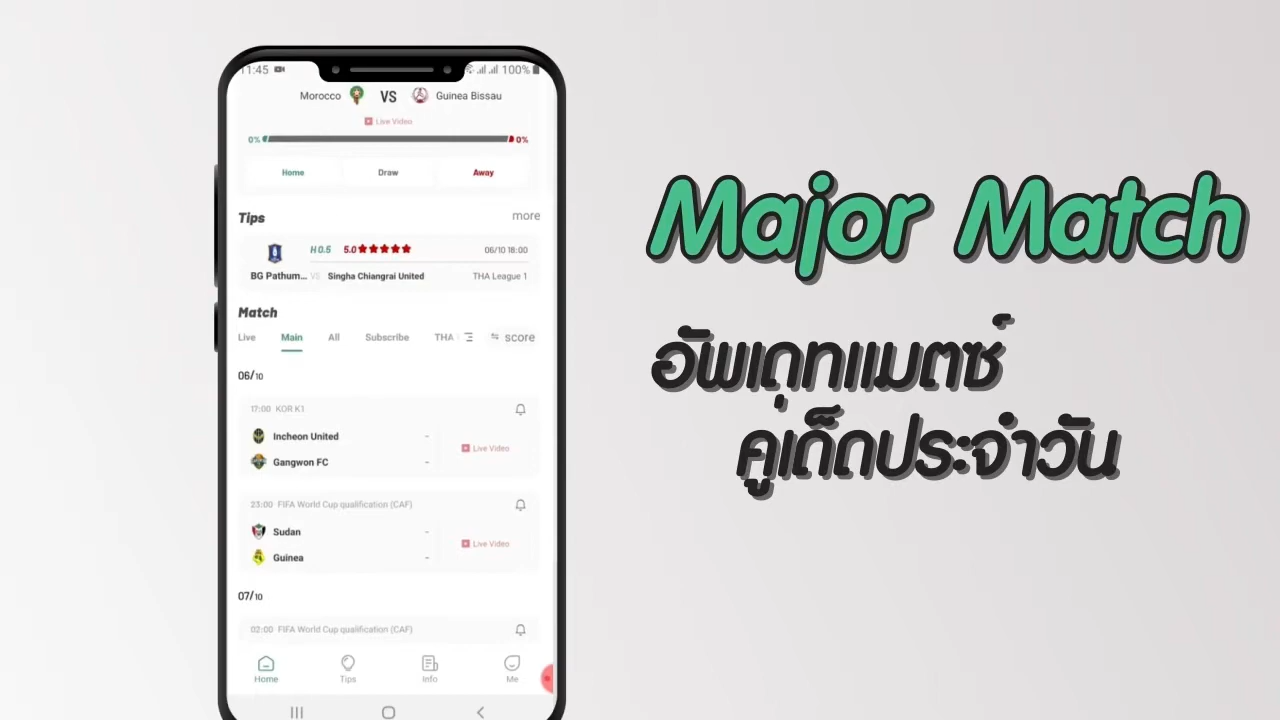 11:45
100%
Morocco VS Guinea Bissau
Live Video
0% 0%
Home Draw Away
Tips more
H 0.5 5.0 06/10 18:00
BG Pathum... VS Singha Chiangrai United THA League 1
Match
Live Main All Subscribe THA score
06/10
17:00 KOR K1
Incheon United -
Live Video
Gangwon FC -
23:00 FIFA World Cup qualification (CAF)
Sudan -
Live Video
Guinea -
07/10
02:00 FIFA World Cup qualification (CAF)
Home Tips Info Me
Major Match
อัพเดทแมตซ์
คู่เด็ดประจำวัน